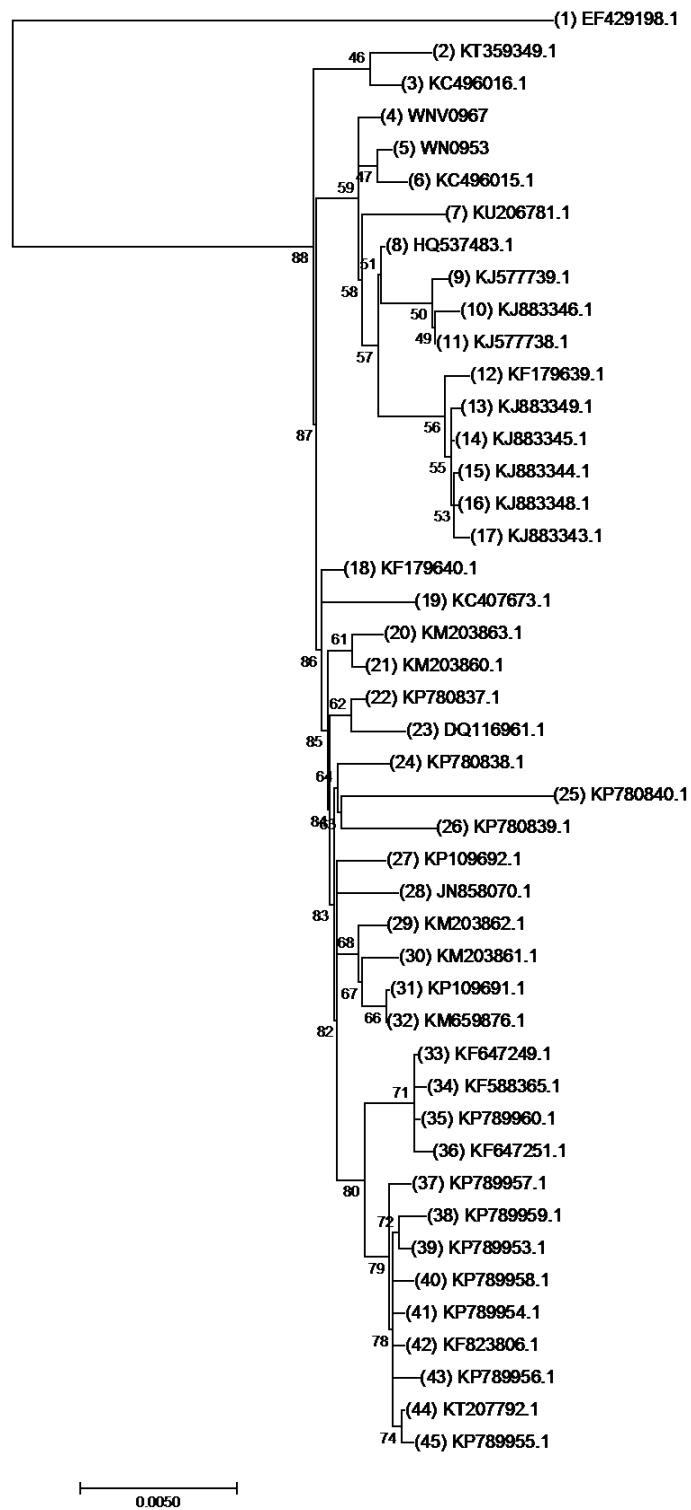 (1) EF429198.1
(2) KT359349.1
46
(3) KC496016.1
(4) WNV0967
(5) WN0953
47
(6) KC496015.1
59
(7) KU206781.1
(8) HQ537483.1
88
51
(9) KJ577739.1
58
50
(10) KJ883346.1
49
(11) KJ577738.1
57
(12) KF179639.1
(13) KJ883349.1
87
56
(14) KJ883345.1
55
(15) KJ883344.1
(16) KJ883348.1
53
(17) KJ883343.1
(18) KF179640.1
(19) KC407673.1
(20) KM203863.1
61
86
(21) KM203860.1
(22) KP780837.1
62
(23) DQ116961.1
85
(24) KP780838.1
64
(25) KP780840.1
84
63
(26) KP780839.1
(27) KP109692.1
(28) JN858070.1
83
(29) KM203862.1
68
(30) KM203861.1
(31) KP109691.1
67
66
(32) KM659876.1
82
(33) KF647249.1
(34) KF588365.1
71
(35) KP789960.1
(36) KF647251.1
(37) KP789957.1
80
(38) KP789959.1
72
(39) KP789953.1
79
(40) KP789958.1
(41) KP789954.1
78
(42) KF823806.1
(43) KP789956.1
(44) KT207792.1
74
(45) KP789955.1
0.0050